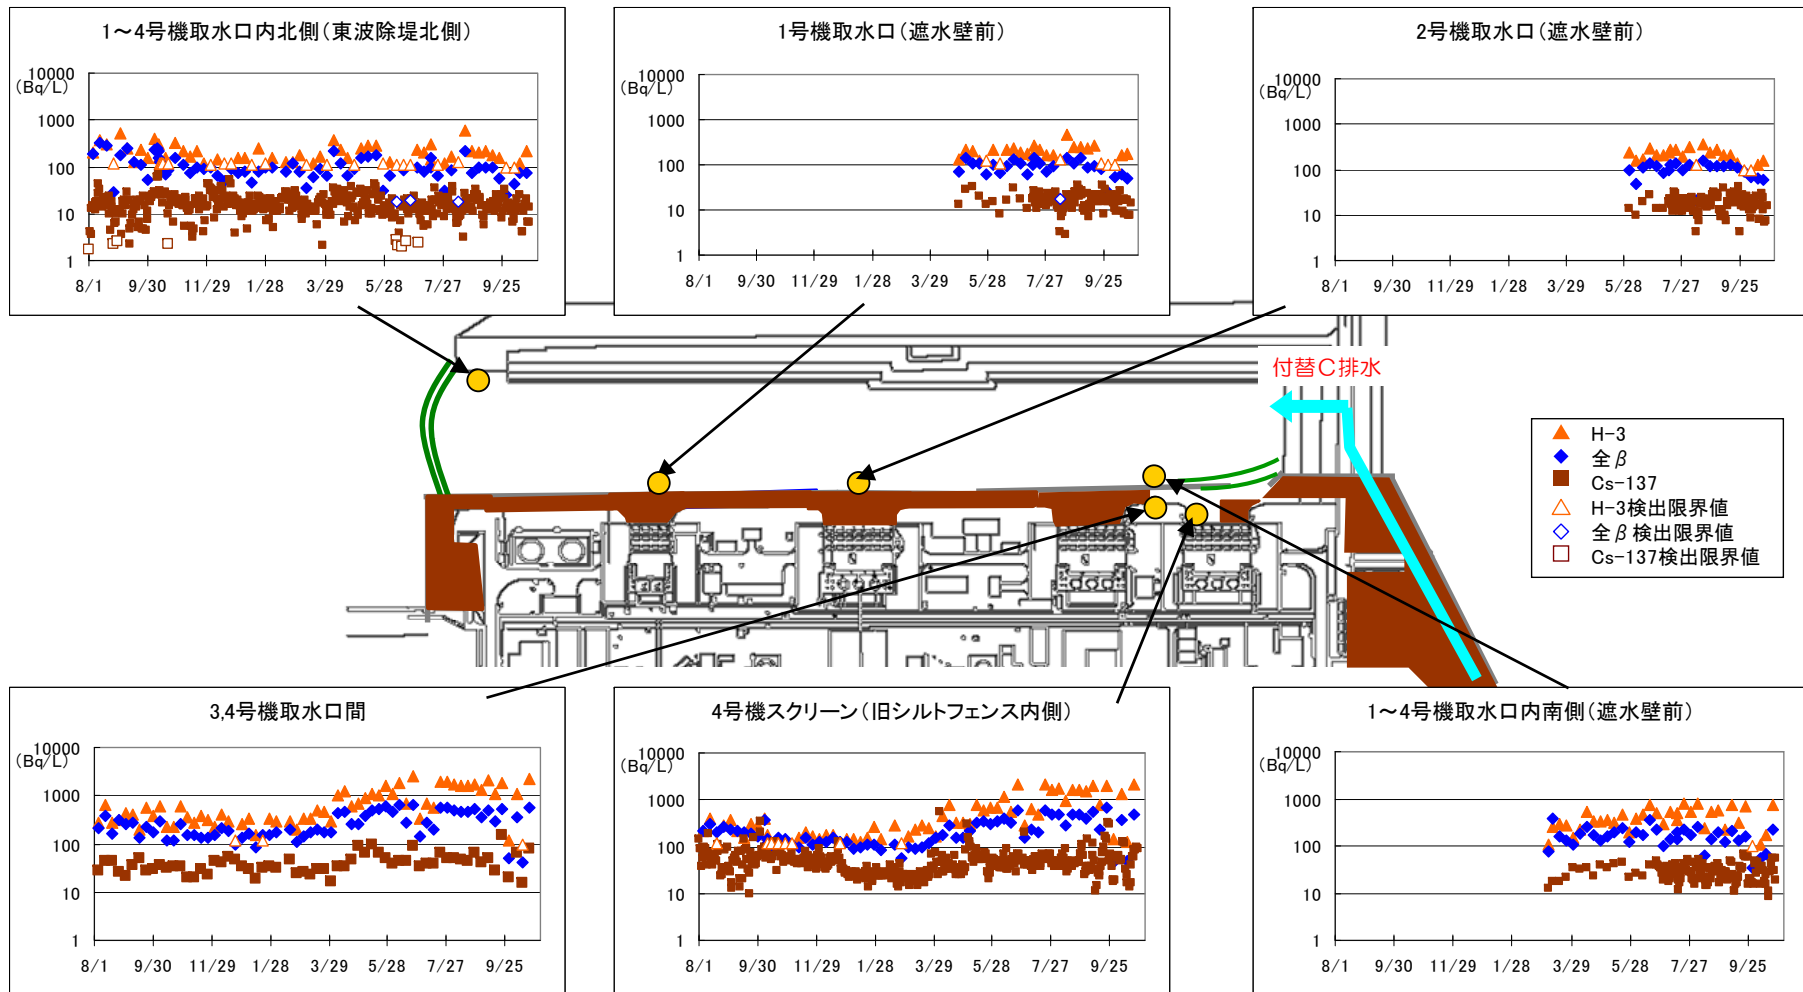 1～4号機取水口内北側(東波除堤北側)
10000
(Bq/L)
1000
100
10
1
8/1 9/30 11/29 1/28 3/29 5/28 7/27 9/25
1号機取水口(遮水壁前)
10000
(Bq/L)
1000
100
10
1
8/1 9/30 11/29 1/28 3/29 5/28 7/27 9/25
2号機取水口(遮水壁前)
10000
(Bq/L)
1000
100
10
1
8/1 9/30 11/29 1/28 3/29 5/28 7/27 9/25
付替C排水
H-3
全β
Cs-137
H-3検出限界値
全β検出限界値
Cs-137検出限界値
3,4号機取水口間
10000
(Bq/L)
1000
100
10
1
8/1 9/30 11/29 1/28 3/29 5/28 7/27 9/25
4号機スクリーン(旧シルトフェンス内側)
10000
(Bq/L)
1000
100
10
1
8/1 9/30 11/29 1/28 3/29 5/28 7/27 9/25
1～4号機取水口内南側(遮水壁前)
10000
(Bq/L)
1000
100
10
1
8/1 9/30 11/29 1/28 3/29 5/28 7/27 9/25